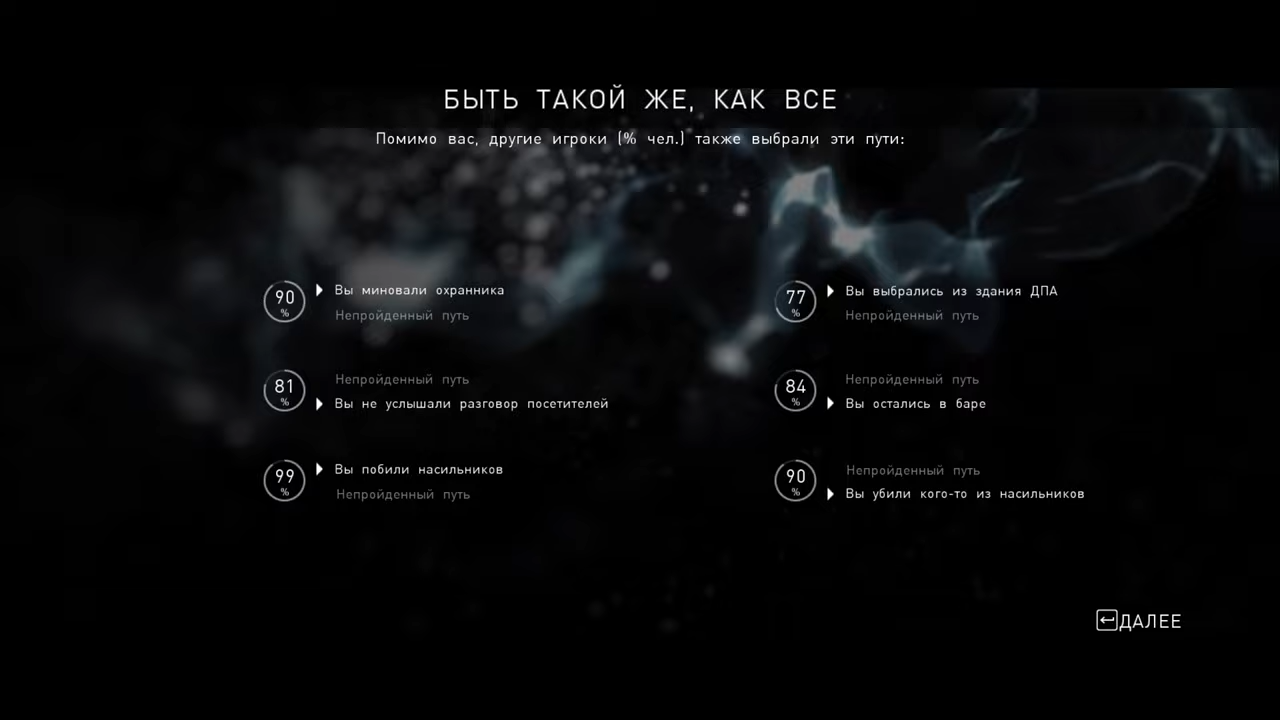 БЫТЬ ТАКОЙ ЖЕ, КАК ВСЕ
Помимо вас, другие игроки (% чел.) также выбрали эти пути:
90 %
Вы миновали охранника
Непройденный путь
77 %
Вы выбрались из здания ДПА
Непройденный путь
81 %
Непройденный путь
Вы не услышали разговор посетителей
84 %
Непройденный путь
Вы остались в баре
99 %
Вы побили насильников
Непройденный путь
90 %
Непройденный путь
Вы убили кого-то из насильников
ДАЛЕЕ